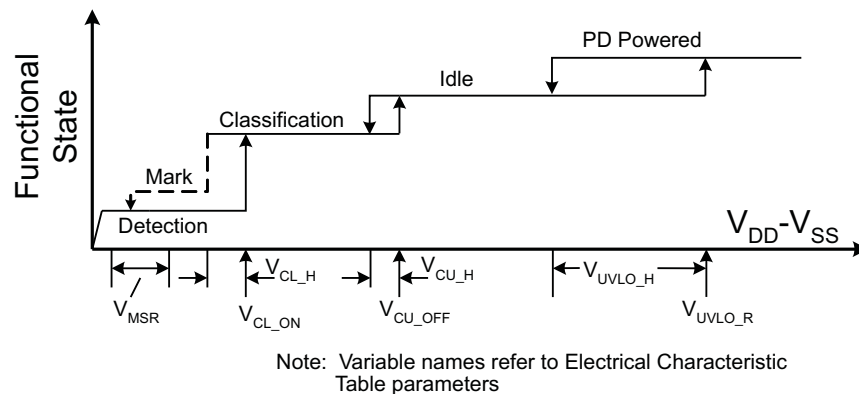 Functional
State
PD Powered
Idle
Classification
Mark
Detection
V_DD-V_SS
V_CL_H
V_CU_H
V_UVLO_H
V_MSR
V_CL_ON
V_CU_OFF
V_UVLO_R
Note: Variable names refer to Electrical Characteristic
Table parameters